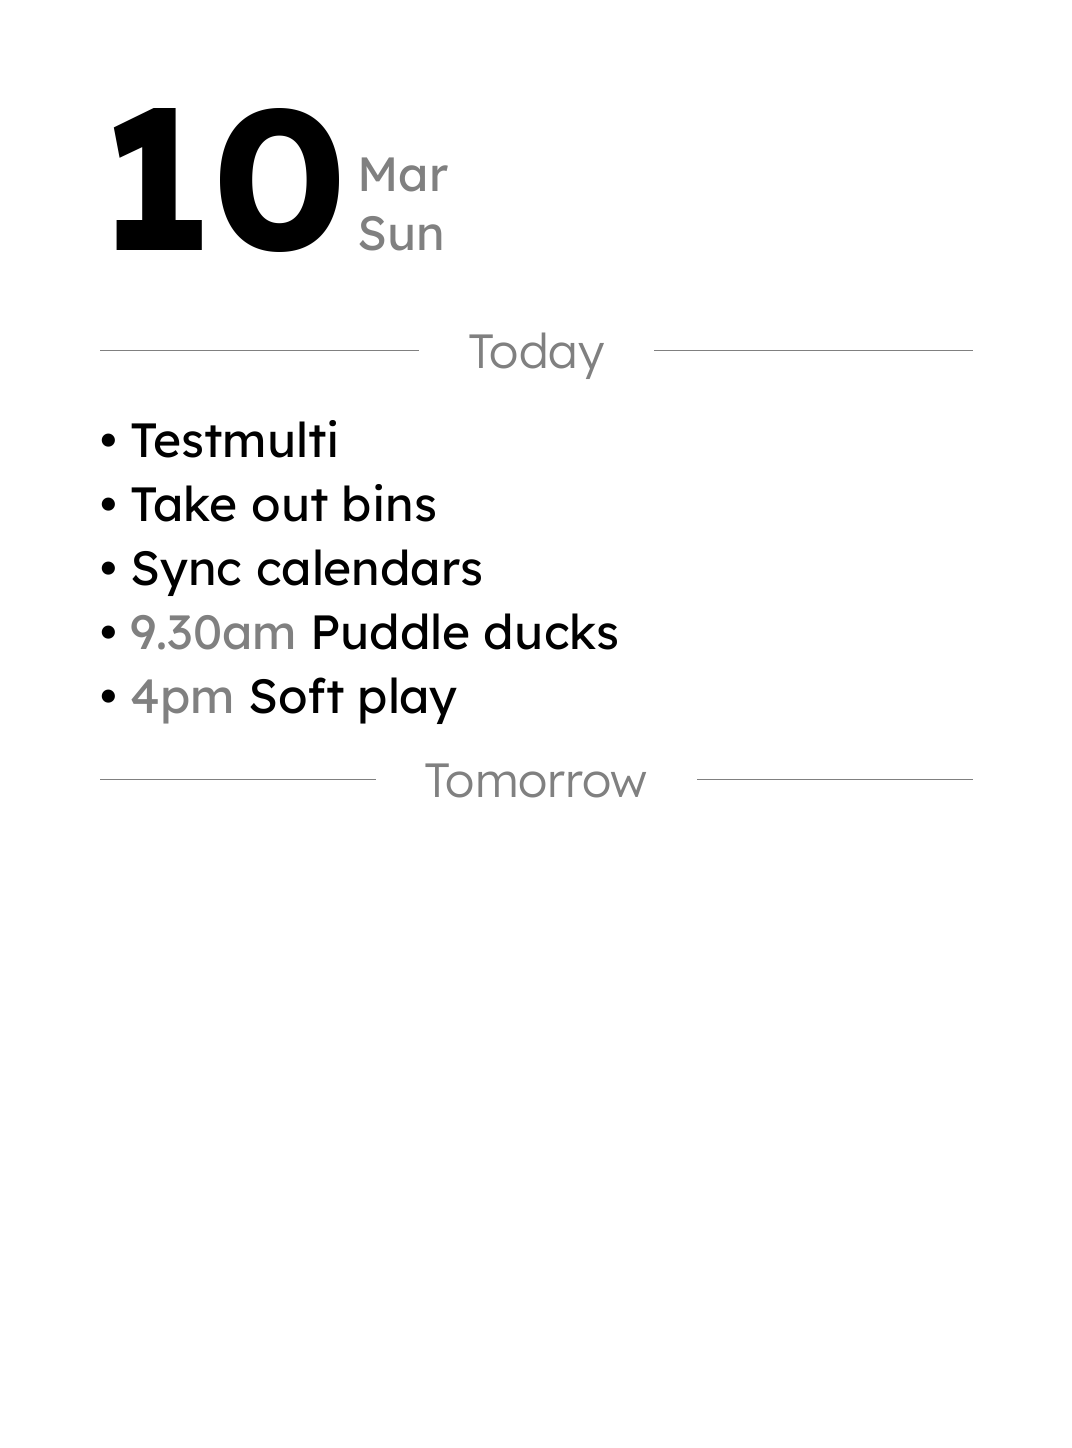 10
Mar
Sun
Today
• Testmulti
• Take out bins
• Sync calendars
• 9.30am Puddle ducks
• 4pm Soft play
Tomorrow